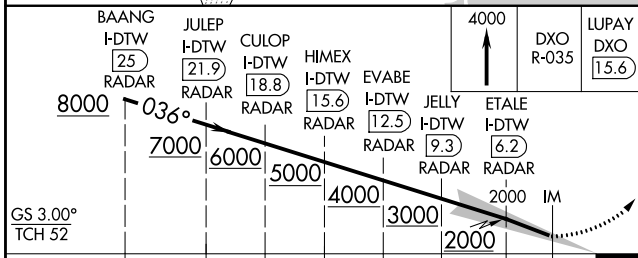 BAANG
I-DTW
25
RADAR
JULEP
I-DTW
21.9
RADAR
CULOP
I-DTW
18.8
RADAR
HIMEX
I-DTW
15.6
RADAR
EVABE
I-DTW
12.5
RADAR
JELLY
I-DTW
9.3
RADAR
ETALE
I-DTW
6.2
RADAR
4000
DXO
R-035
LUPAY
DXO
15.6
8000
036°
7000
6000
5000
4000
3000
2000
2000
IM
GS 3.00°
TCH 52